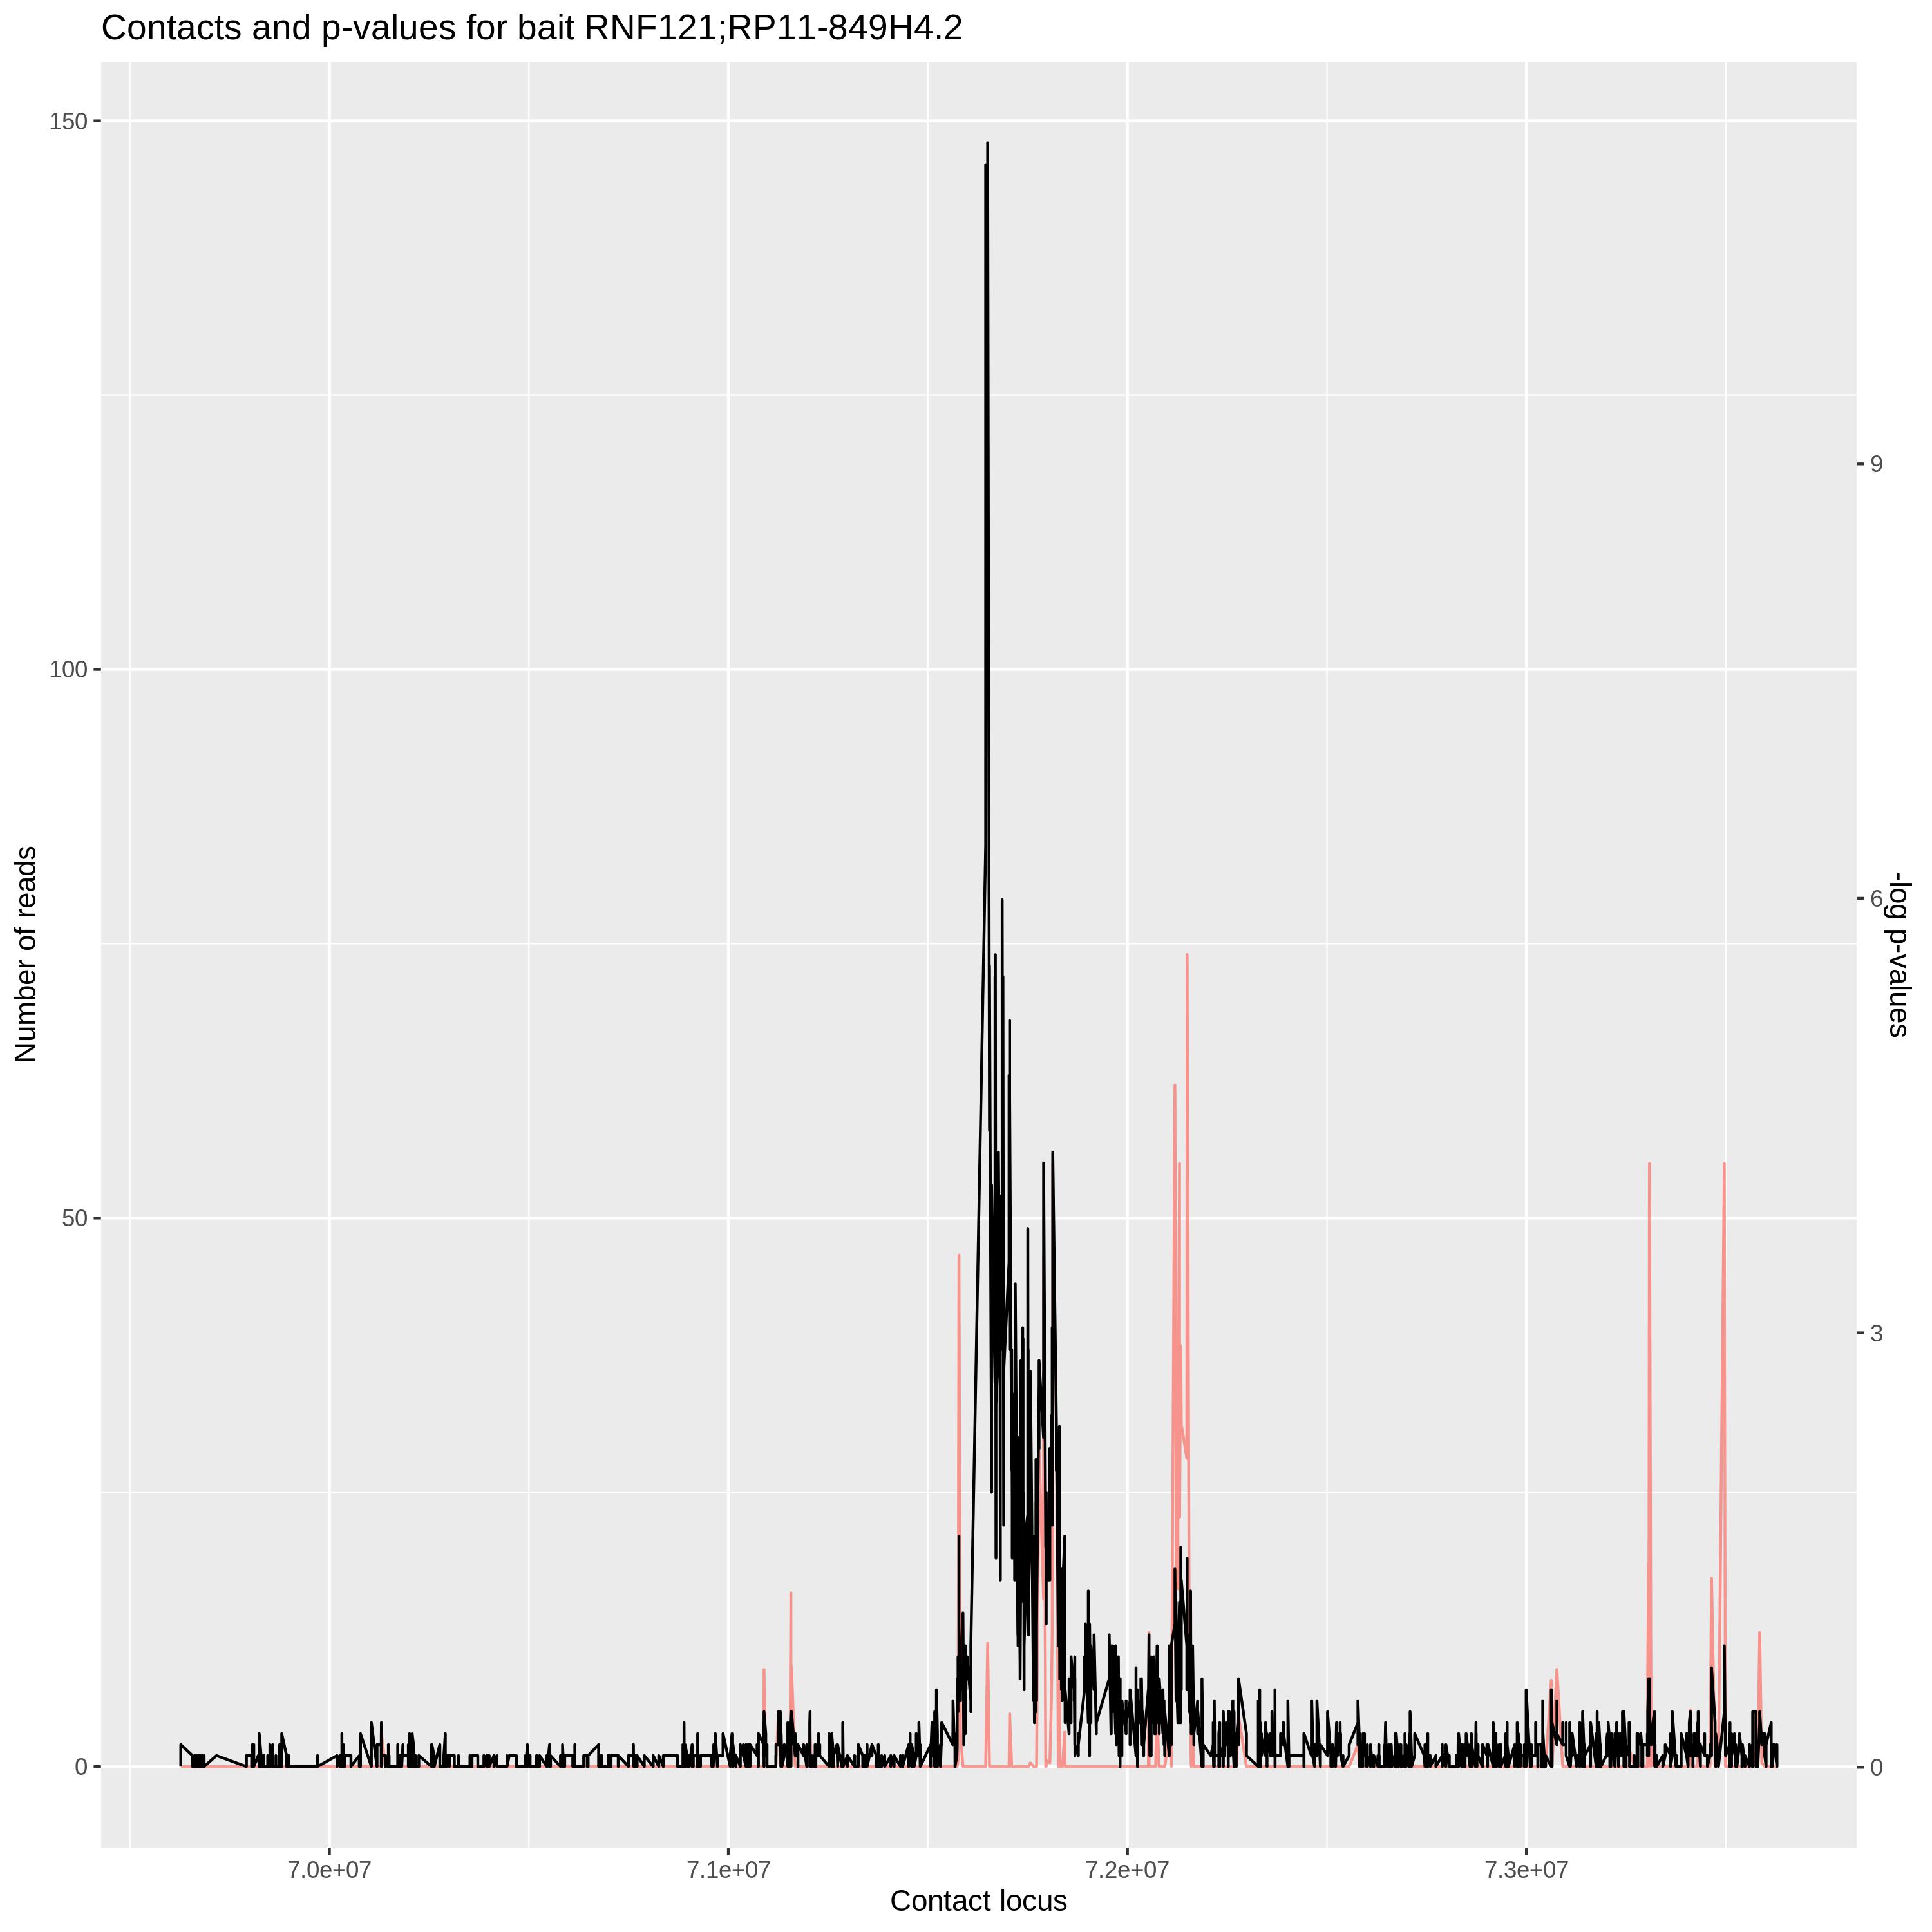 Contacts and p-values for bait RNF121;RP11-849H4.2
150
100
50
0
Number of reads
9
6
3
0
-log p-values
7.0e+07
7.1e+07
7.2e+07
7.3e+07
Contact locus